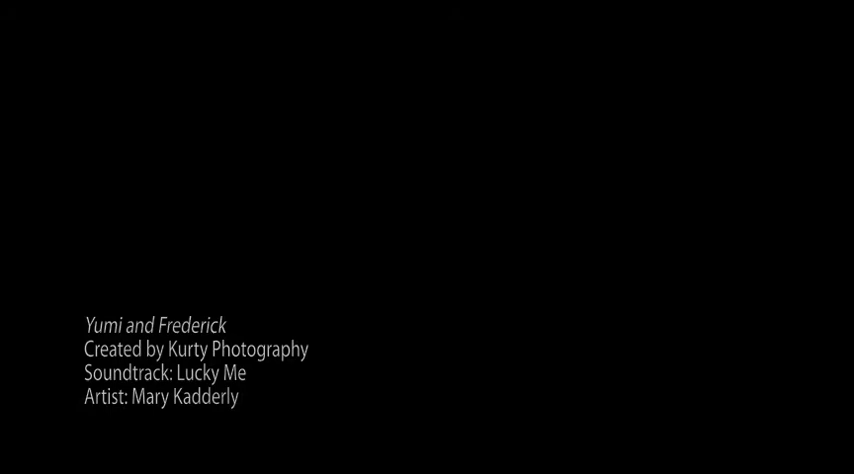 Yumi and Frederick
Created by Kurty Photography
Soundtrack: Lucky Me
Artist: Mary Kadderly